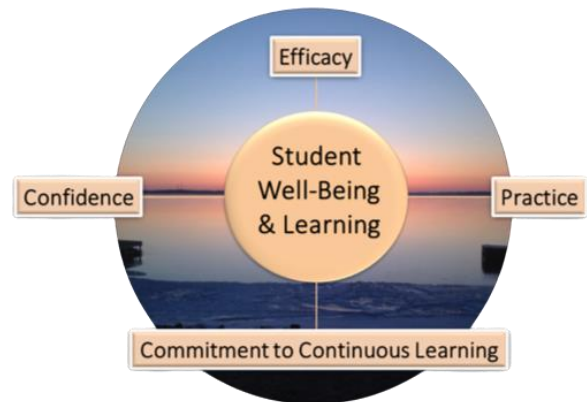 Efficacy
Student
Well-Being
& Learning
Confidence
Practice
Commitment to Continuous Learning